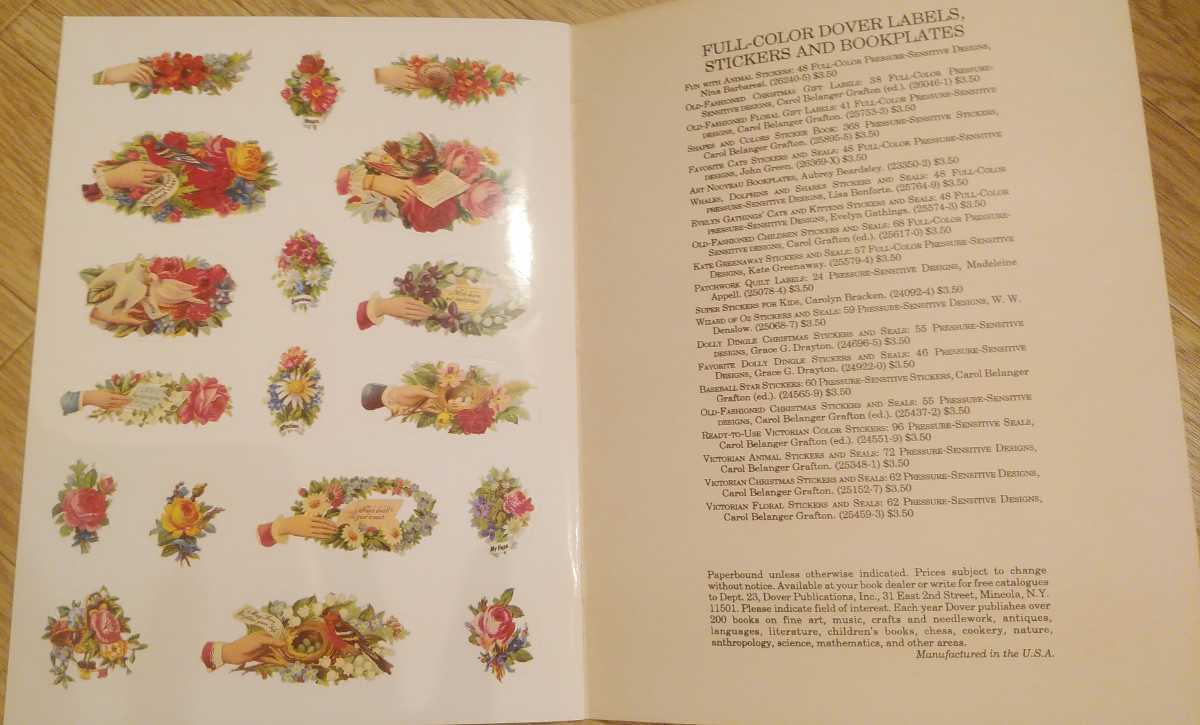 My Hope
FULL-COLOR DOVER LABELS,
STICKERS AND BOOKPLATES
FUN WITH ANIMAL STICKERS: 48 FULL-COLOR PRESSURE-SENSITIVE DESIGNS,
Nina Barbaresi. (26240-5) $3.50
OLD-FASHIONED CHRISTMAS GIFT LABELS: 38 FULL-COLOR PRESSURE-
SENSITIVE DESIGNS, Carol Belanger Grafton (ed.). (26046-1) $3.50
OLD-FASHIONED FLORAL GIFT LABELS: 41 FULL-COLOR PRESSURE-SENSITIVE
DESIGNS, Carol Belanger Grafton. (25753-3) $3.50
SHAPES AND COLORS STICKER BOOK: 368 PRESSURE-SENSITIVE STICKERS,
Carol Belanger Grafton. (25895-5) $3.50
FAVORITE CATS STICKERS AND SEALS: 48 FULL-COLOR PRESSURE-SENSITIVE
DESIGNS, John Green. (26369-X) $3.50
ART NOUVEAU BOOKPLATES, Aubrey Beardsley. (23350-2) $3.50
WHALES, DOLPHINS AND SHARKS STICKERS AND SEALS: 48 FULL-COLOR
PRESSURE-SENSITIVE DESIGNS, Lisa Bonforte. (25764-9) $3.50
EVELYN GATHINGS' CATS AND KITTENS STICKERS AND SEALS: 48 FULL-COLOR
PRESSURE-SENSITIVE DESIGNS, Evelyn Gathings. (25574-3) $3.50
OLD-FASHIONED CHILDREN STICKERS AND SEALS: 68 FULL-COLOR PRESSURE-
SENSITIVE DESIGNS, Carol Grafton (ed.). (25617-0) $3.50
KATE GREENAWAY STICKERS AND SEALS: 57 FULL-COLOR PRESSURE-SENSITIVE
DESIGNS, Kate Greenaway. (25579-4) $3.50
PATCHWORK QUILT LABELS: 24 PRESSURE-SENSITIVE DESIGNS, Madeleine
Appell. (25078-4) $3.50
SUPER STICKERS FOR KIDS, Carolyn Bracken. (24092-4) $3.50
WIZARD OF OZ STICKERS AND SEALS: 59 PRESSURE-SENSITIVE DESIGNS, W. W.
Denslow. (25068-7) $3.50
DOLLY DINGLE CHRISTMAS STICKERS AND SEALS: 55 PRESSURE-SENSITIVE
DESIGNS, Grace G. Drayton. (24696-5) $3.50
FAVORITE DOLLY DINGLE STICKERS AND SEALS: 46 PRESSURE-SENSITIVE
DESIGNS, Grace G. Drayton. (24922-0) $3.50
BASEBALL STAR STICKERS: 60 PRESSURE-SENSITIVE STICKERS, Carol Belanger
Grafton (ed.). (24565-9) $3.50
OLD-FASHIONED CHRISTMAS STICKERS AND SEALS: 55 PRESSURE-SENSITIVE
DESIGNS, Carol Belanger Grafton (ed.). (25437-2) $3.50
READY-TO-USE VICTORIAN COLOR STICKERS: 96 PRESSURE-SENSITIVE SEALS,
Carol Belanger Grafton (ed.). (24551-9) $3.50
VICTORIAN ANIMAL STICKERS AND SEALS: 72 PRESSURE-SENSITIVE DESIGNS,
Carol Belanger Grafton. (25348-1) $3.50
VICTORIAN CHRISTMAS STICKERS AND SEALS: 62 PRESSURE-SENSITIVE DESIGNS,
Carol Belanger Grafton. (25152-7) $3.50
VICTORIAN FLORAL STICKERS AND SEALS: 62 PRESSURE-SENSITIVE DESIGNS,
Carol Belanger Grafton. (25459-3) $3.50
Paperbound unless otherwise indicated. Prices subject to change
without notice. Available at your book dealer or write for free catalogues
to Dept. 23, Dover Publications, Inc., 31 East 2nd Street, Mineola, N.Y.
11501. Please indicate field of interest. Each year Dover publishes over
200 books on fine art, music, crafts and needlework, antiques,
languages, literature, children's books, chess, cookery, nature,
anthropology, science, mathematics, and other areas.
Manufactured in the U.S.A.